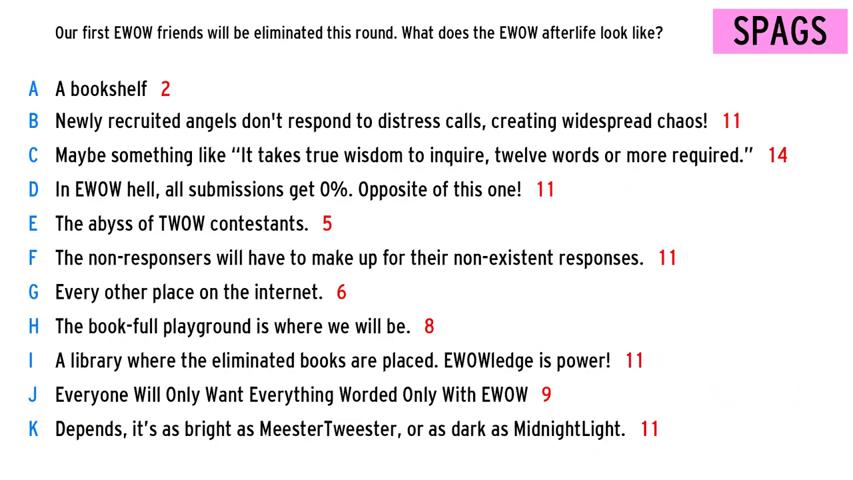 Our first EWOW friends will be eliminated this round. What does the EWOW afterlife look like?
SPAGS
A A bookshelf 2
B Newly recruited angels don't respond to distress calls, creating widespread chaos! 11
C Maybe something like “It takes true wisdom to inquire, twelve words or more required.” 14
D In EWOW hell, all submissions get 0%. Opposite of this one! 11
E The abyss of TWOW contestants. 5
F The non-responsers will have to make up for their non-existent responses. 11
G Every other place on the internet. 6
H The book-full playground is where we will be. 8
I A library where the eliminated books are placed. EWOWledge is power! 11
J Everyone Will Only Want Everything Worded Only With EWOW 9
K Depends, it's as bright as MeesterTweester, or as dark as MidnightLight. 11